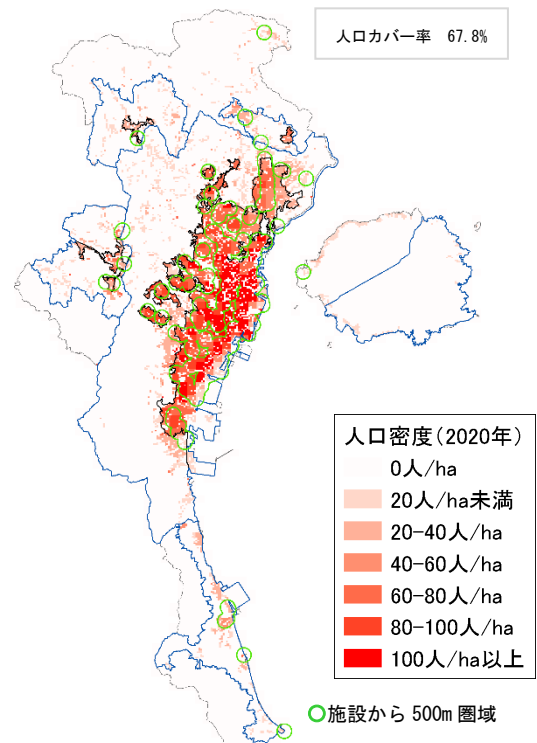 人口カバー率 67.8%
人口密度(2020年)
0人/ha
20人/ha未満
20-40人/ha
40-60人/ha
60-80人/ha
80-100人/ha
100人/ha以上
施設から500m圏域